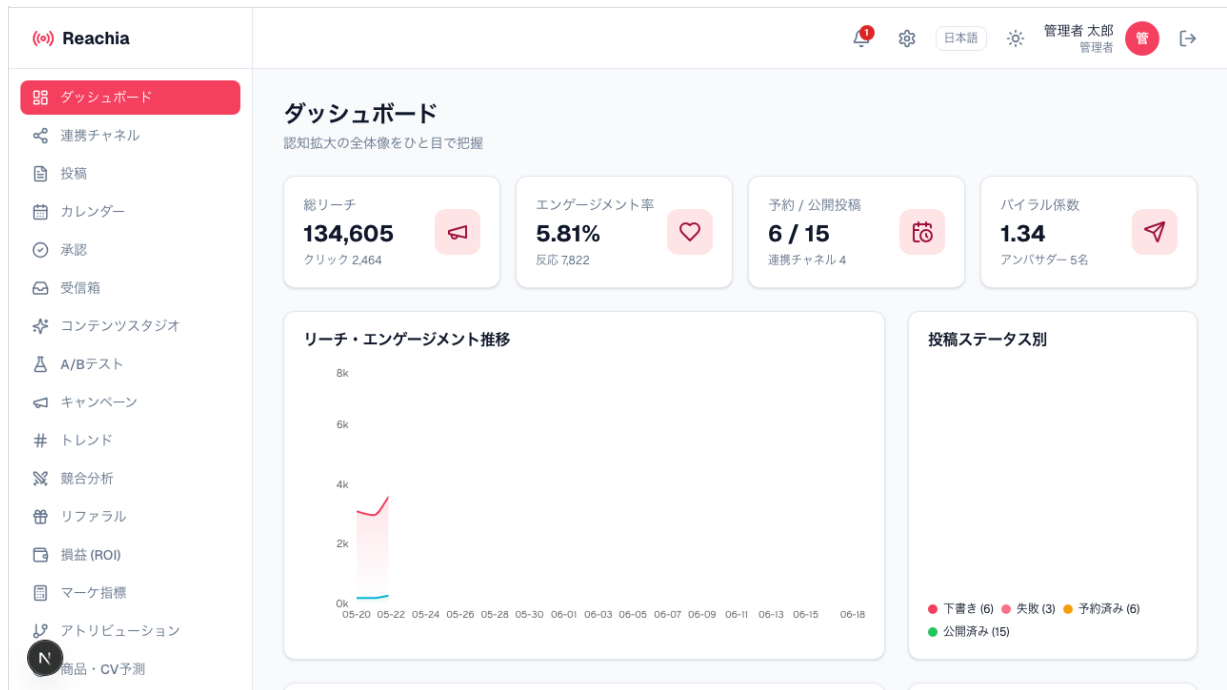 Reachia
1
日本語
管理者 太郎
管理者
管
ダッシュボード
連携チャネル
投稿
カレンダー
承認
受信箱
コンテンツスタジオ
A/Bテスト
キャンペーン
トレンド
競合分析
リファラル
損益 (ROI)
マーケ指標
アトリビューション
商品・CV予測
N
ダッシュボード
認知拡大の全体像をひと目で把握
総リーチ
134,605
クリック 2,464
エンゲージメント率
5.81%
反応 7,822
予約 / 公開投稿
6 / 15
連携チャネル 4
バイラル係数
1.34
アンバサダー 5名
リーチ・エンゲージメント推移
8k
6k
4k
2k
0k
05-20 05-22 05-24 05-26 05-28 05-30 06-01 06-03 06-05 06-07 06-09 06-11 06-13 06-15 06-18
投稿ステータス別
下書き (6) 失敗 (3) 予約済み (6)
公開済み (15)